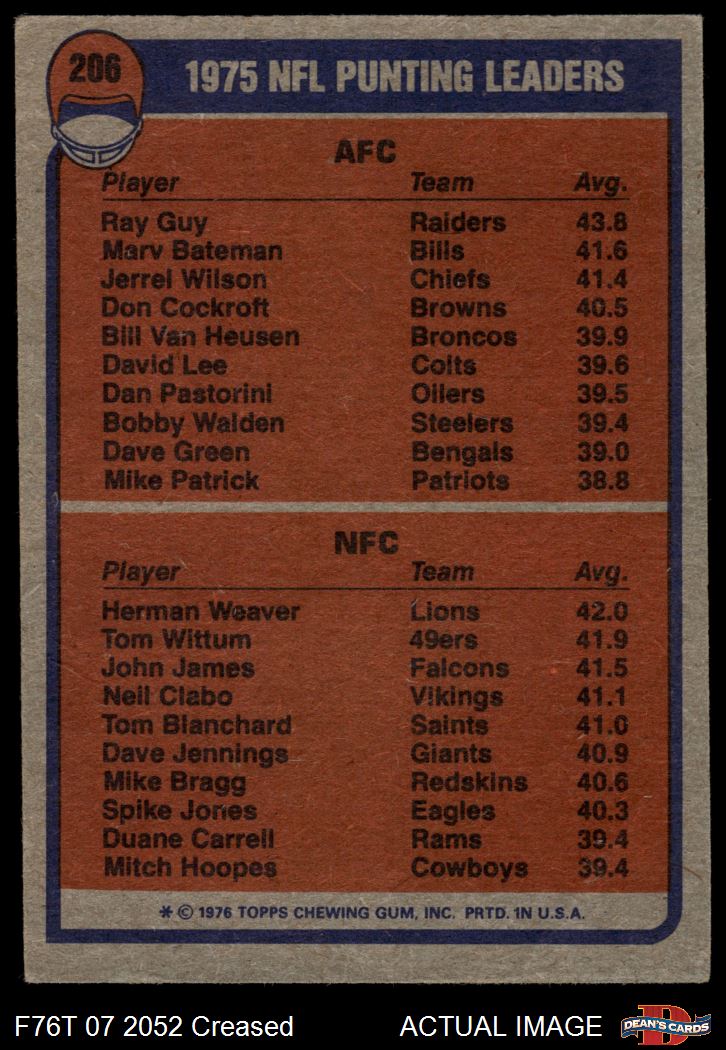 206
1975 NFL PUNTING LEADERS
AFC
Player Team Avg.
Ray Guy Raiders 43.8
Marv Bateman Bills 41.6
Jerrel Wilson Chiefs 41.4
Don Cockroft Browns 40.5
Bill Van Heusen Broncos 39.9
David Lee Colts 39.6
Dan Pastorini Oilers 39.5
Bobby Walden Steelers 39.4
Dave Green Bengals 39.0
Mike Patrick Patriots 38.8
NFC
Player Team Avg.
Herman Weaver Lions 42.0
Tom Wittum 49ers 41.9
John James Falcons 41.5
Neil Clabo Vikings 41.1
Tom Blanchard Saints 41.0
Dave Jennings Giants 40.9
Mike Bragg Redskins 40.6
Spike Jones Eagles 40.3
Duane Carrell Rams 39.4
Mitch Hoopes Cowboys 39.4
* © 1976 TOPPS CHEWING GUM, INC. PRTD. IN U.S.A.
F76T 07 2052 Creased ACTUAL IMAGE
D
DEAN'S CARDS